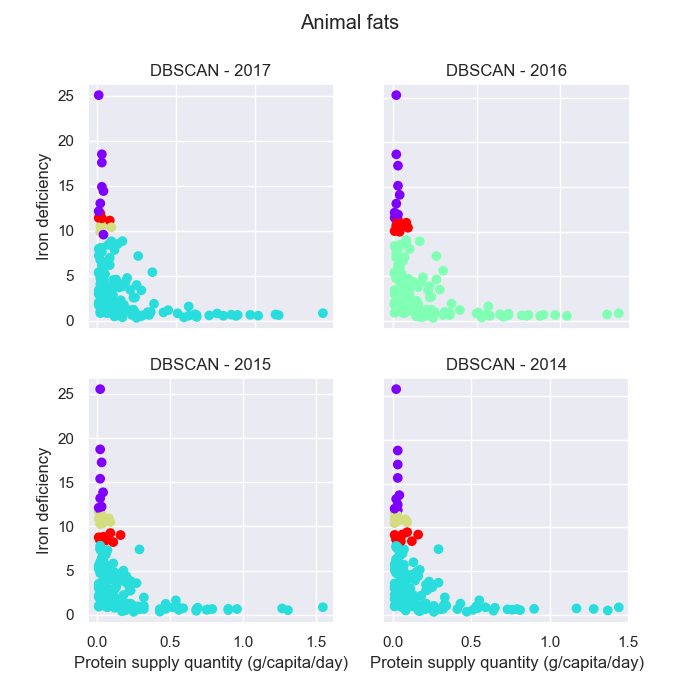 Animal fats
DBSCAN - 2017
DBSCAN - 2016
25
20
15
10
5
0
Iron deficiency
DBSCAN - 2015
DBSCAN - 2014
25
20
15
10
5
0
Iron deficiency
0.0 0.5 1.0 1.5
0.0 0.5 1.0 1.5
Protein supply quantity (g/capita/day)
Protein supply quantity (g/capita/day)